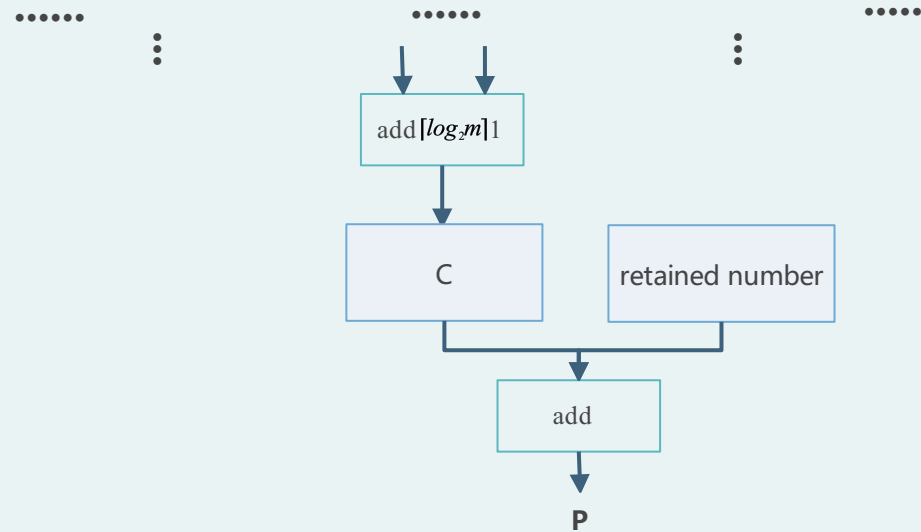 •••••• •••••• •••••
add⌈log₂m⌉1
C
retained number
add
P